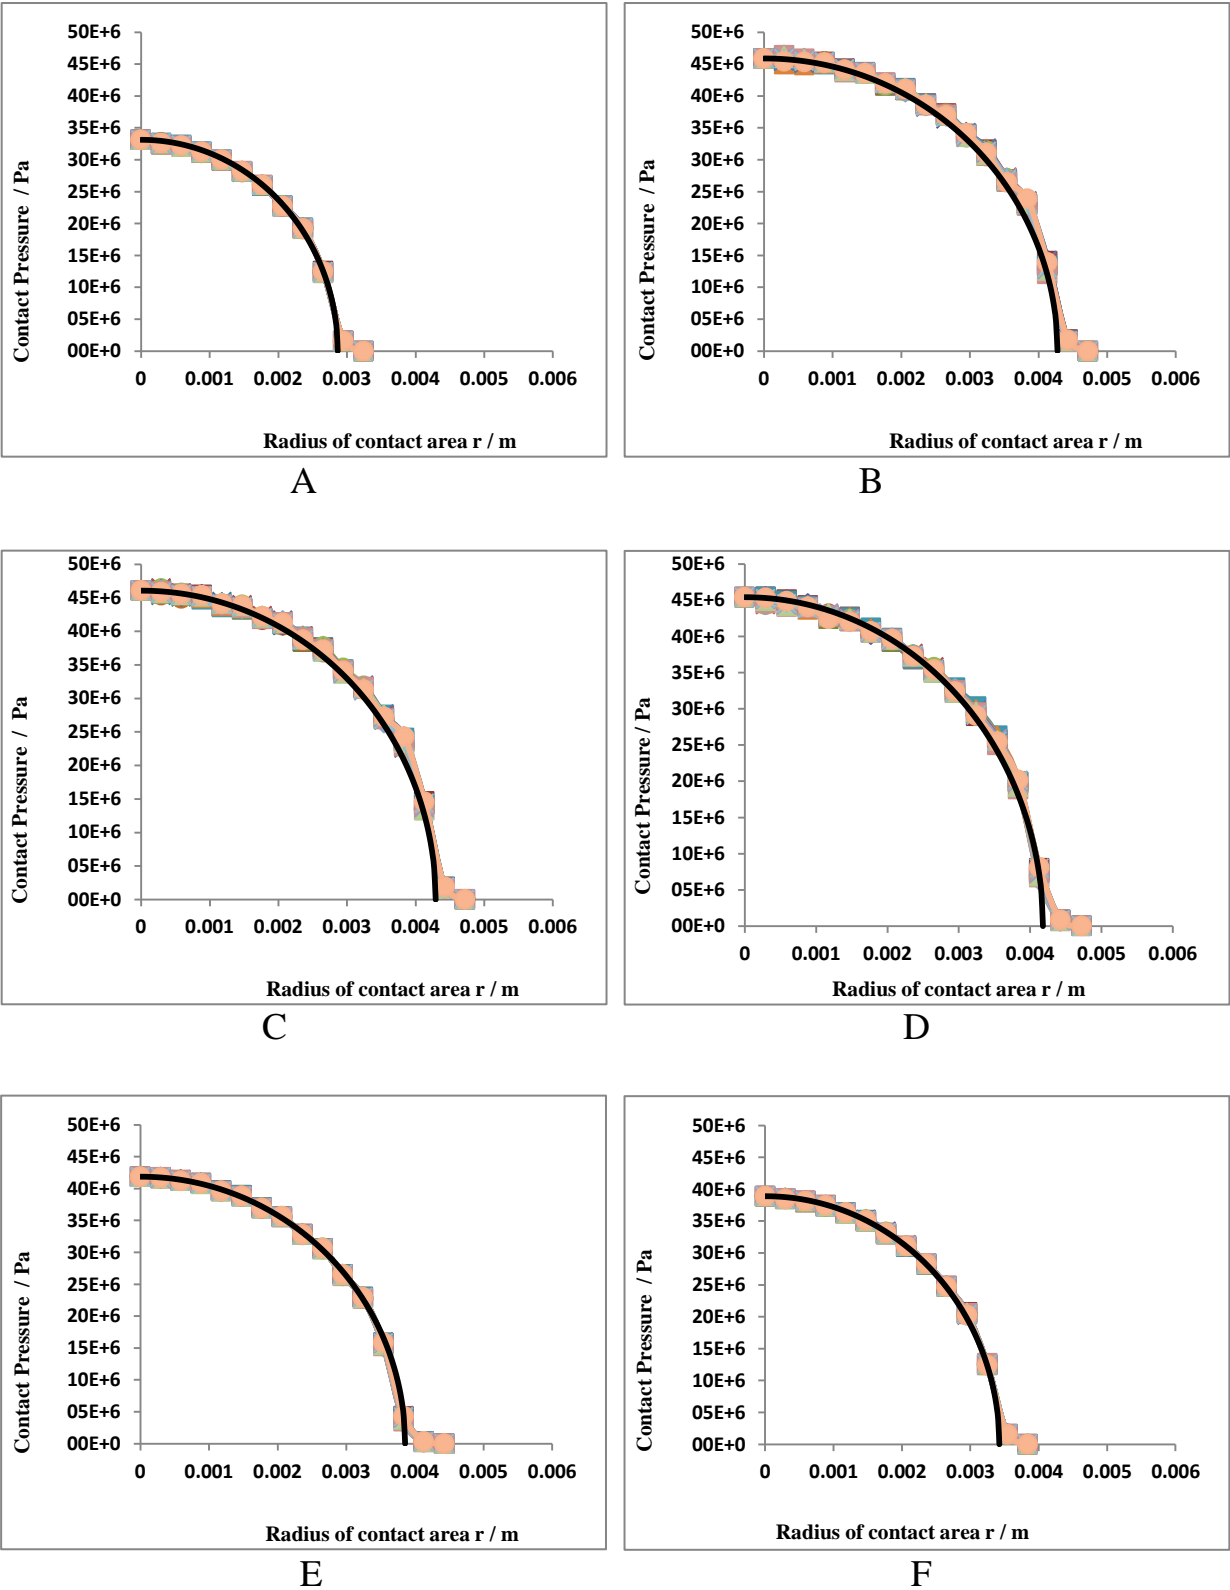 50E+6
45E+6
40E+6
35E+6
30E+6
25E+6
20E+6
15E+6
10E+6
05E+6
00E+0
0 0.001 0.002 0.003 0.004 0.005 0.006
Contact Pressure / Pa
Radius of contact area r / m
A
50E+6
45E+6
40E+6
35E+6
30E+6
25E+6
20E+6
15E+6
10E+6
05E+6
00E+0
0 0.001 0.002 0.003 0.004 0.005 0.006
Contact Pressure / Pa
Radius of contact area r / m
B
50E+6
45E+6
40E+6
35E+6
30E+6
25E+6
20E+6
15E+6
10E+6
05E+6
00E+0
0 0.001 0.002 0.003 0.004 0.005 0.006
Contact Pressure / Pa
Radius of contact area r / m
C
50E+6
45E+6
40E+6
35E+6
30E+6
25E+6
20E+6
15E+6
10E+6
05E+6
00E+0
0 0.001 0.002 0.003 0.004 0.005 0.006
Contact Pressure / Pa
Radius of contact area r / m
D
50E+6
45E+6
40E+6
35E+6
30E+6
25E+6
20E+6
15E+6
10E+6
05E+6
00E+0
0 0.001 0.002 0.003 0.004 0.005 0.006
Contact Pressure / Pa
Radius of contact area r / m
E
50E+6
45E+6
40E+6
35E+6
30E+6
25E+6
20E+6
15E+6
10E+6
05E+6
00E+0
0 0.001 0.002 0.003 0.004 0.005 0.006
Contact Pressure / Pa
Radius of contact area r / m
F